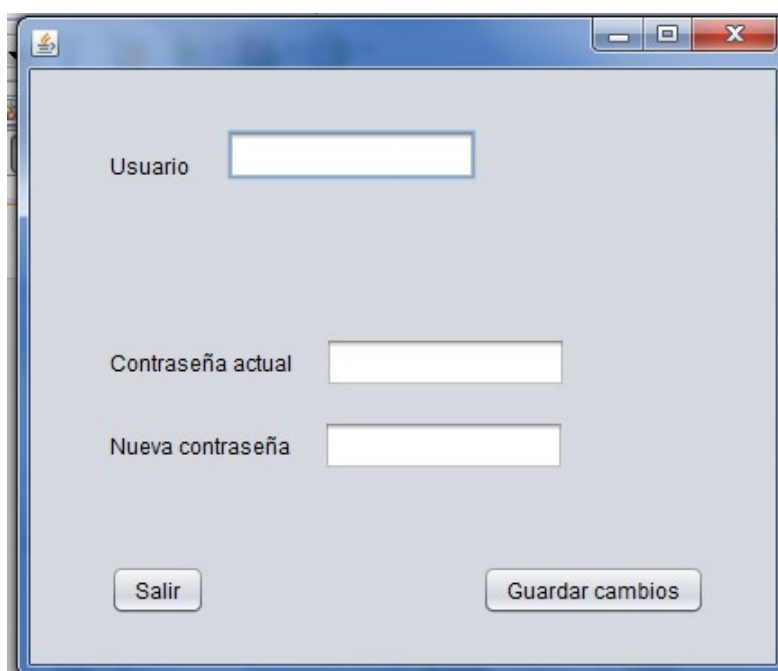 Usuario
Contraseña actual
Nueva contraseña
Salir Guardar cambios